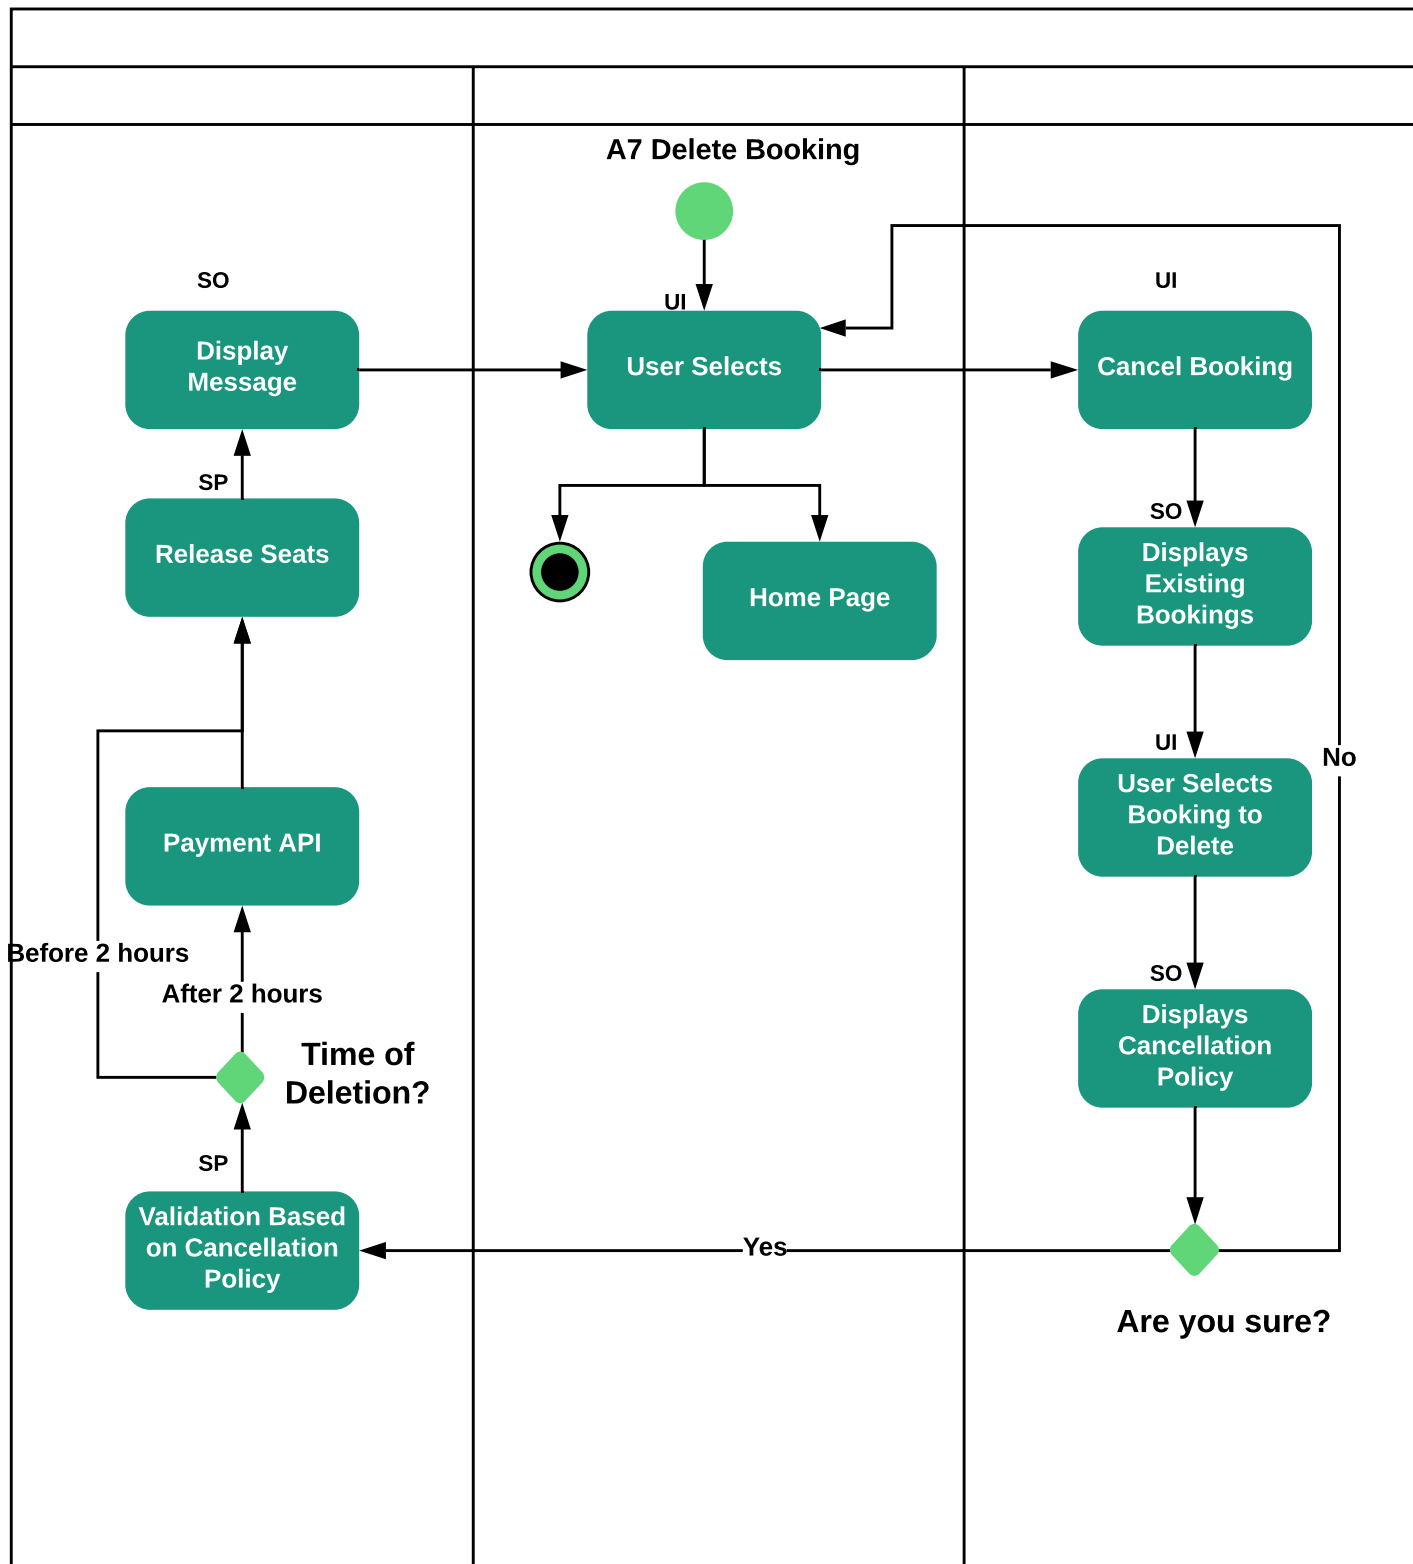 A7 Delete Booking
SO
UI
UI
Display
Message
User Selects
Cancel Booking
SP
SO
Release Seats
Displays
Existing
Bookings
Home Page
UI
No
User Selects
Booking to
Delete
Payment API
Before 2 hours
After 2 hours
SO
Displays
Cancellation
Policy
Time of
Deletion?
SP
Validation Based
on Cancellation
Policy
Yes
Are you sure?